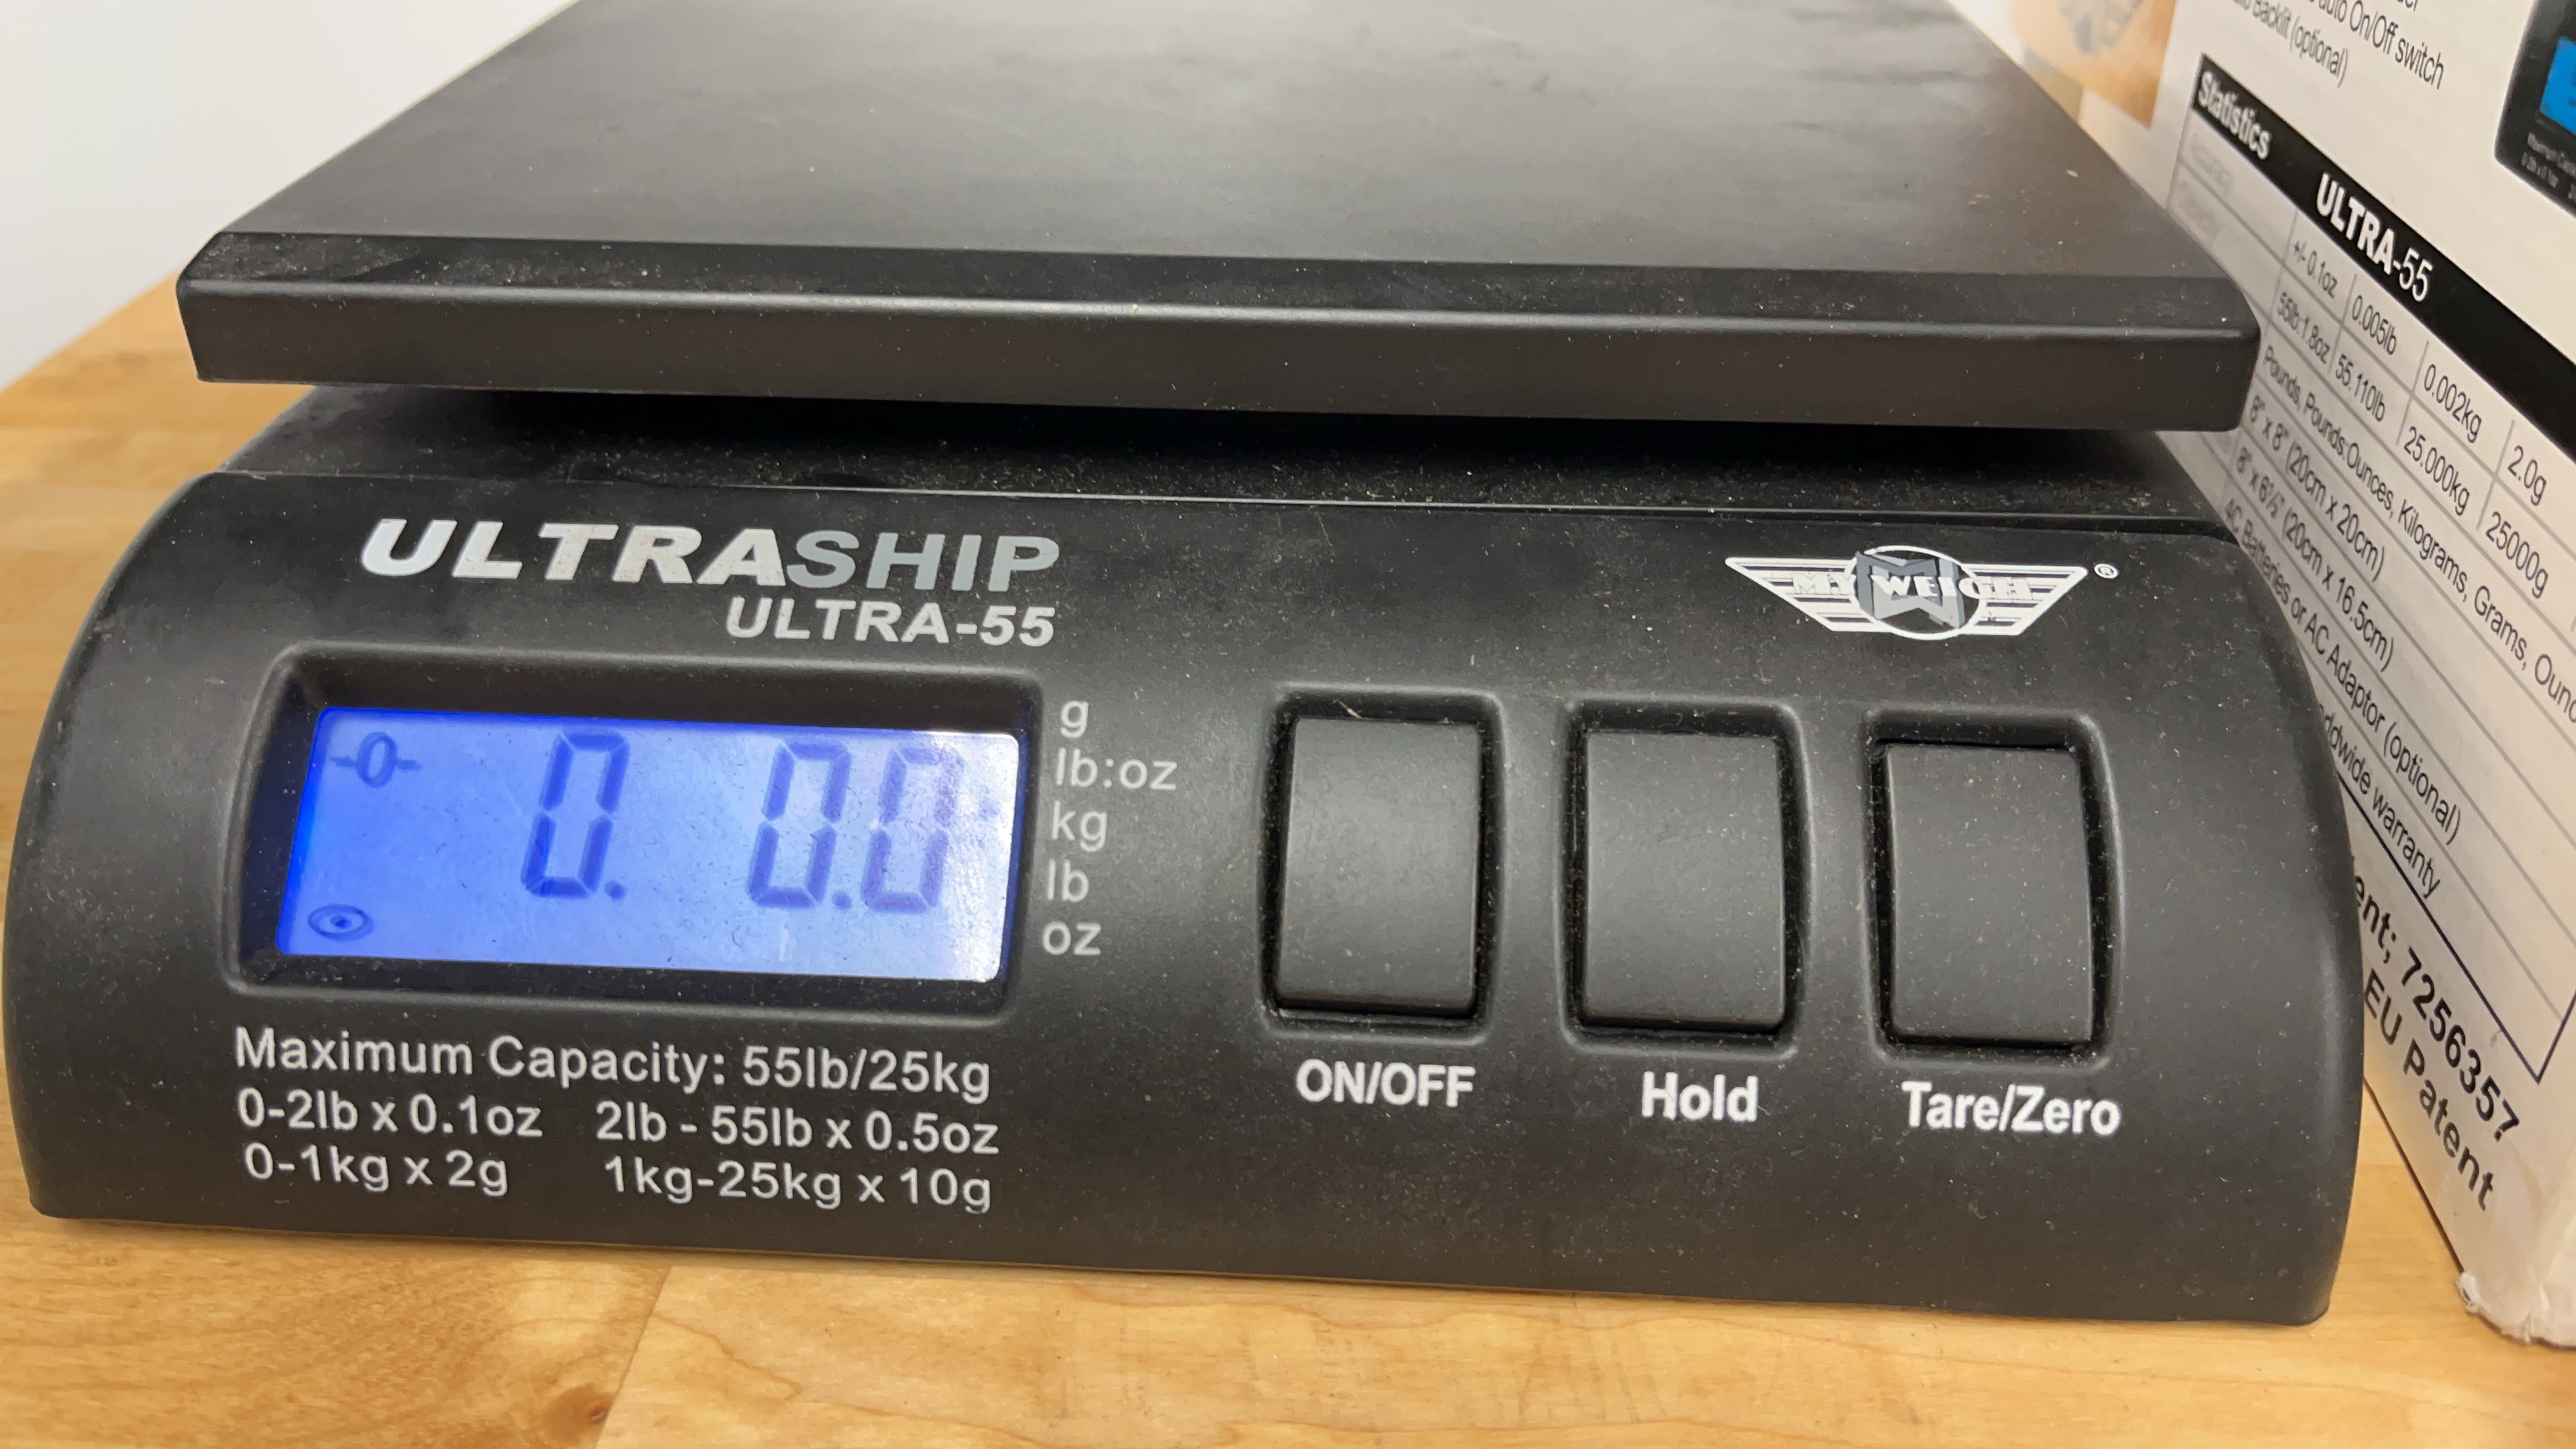 ULTRASHIP
ULTRA-55
MY WEIGH ®
-0- 0. 0.0
g
lb:oz
kg
lb
oz
Maximum Capacity: 55lb/25kg
0-2lb x 0.1oz 2lb - 55lb x 0.5oz
0-1kg x 2g 1kg-25kg x 10g
ON/OFF
Hold
Tare/Zero
auto On/Off switch
Backlit (optional)
Statistics ULTRA-55
+/- 0.1oz 0.005lb 0.002kg 2.0g
55lb:1.8oz 55.110lb 25.000kg 25000g
Pounds, Pounds:Ounces, Kilograms, Grams,
8" x 8" (20cm x 20cm)
8" x 6½" (20cm x 16.5cm)
AC Batteries or AC Adaptor (optional)
warranty
7256357
EU Patent